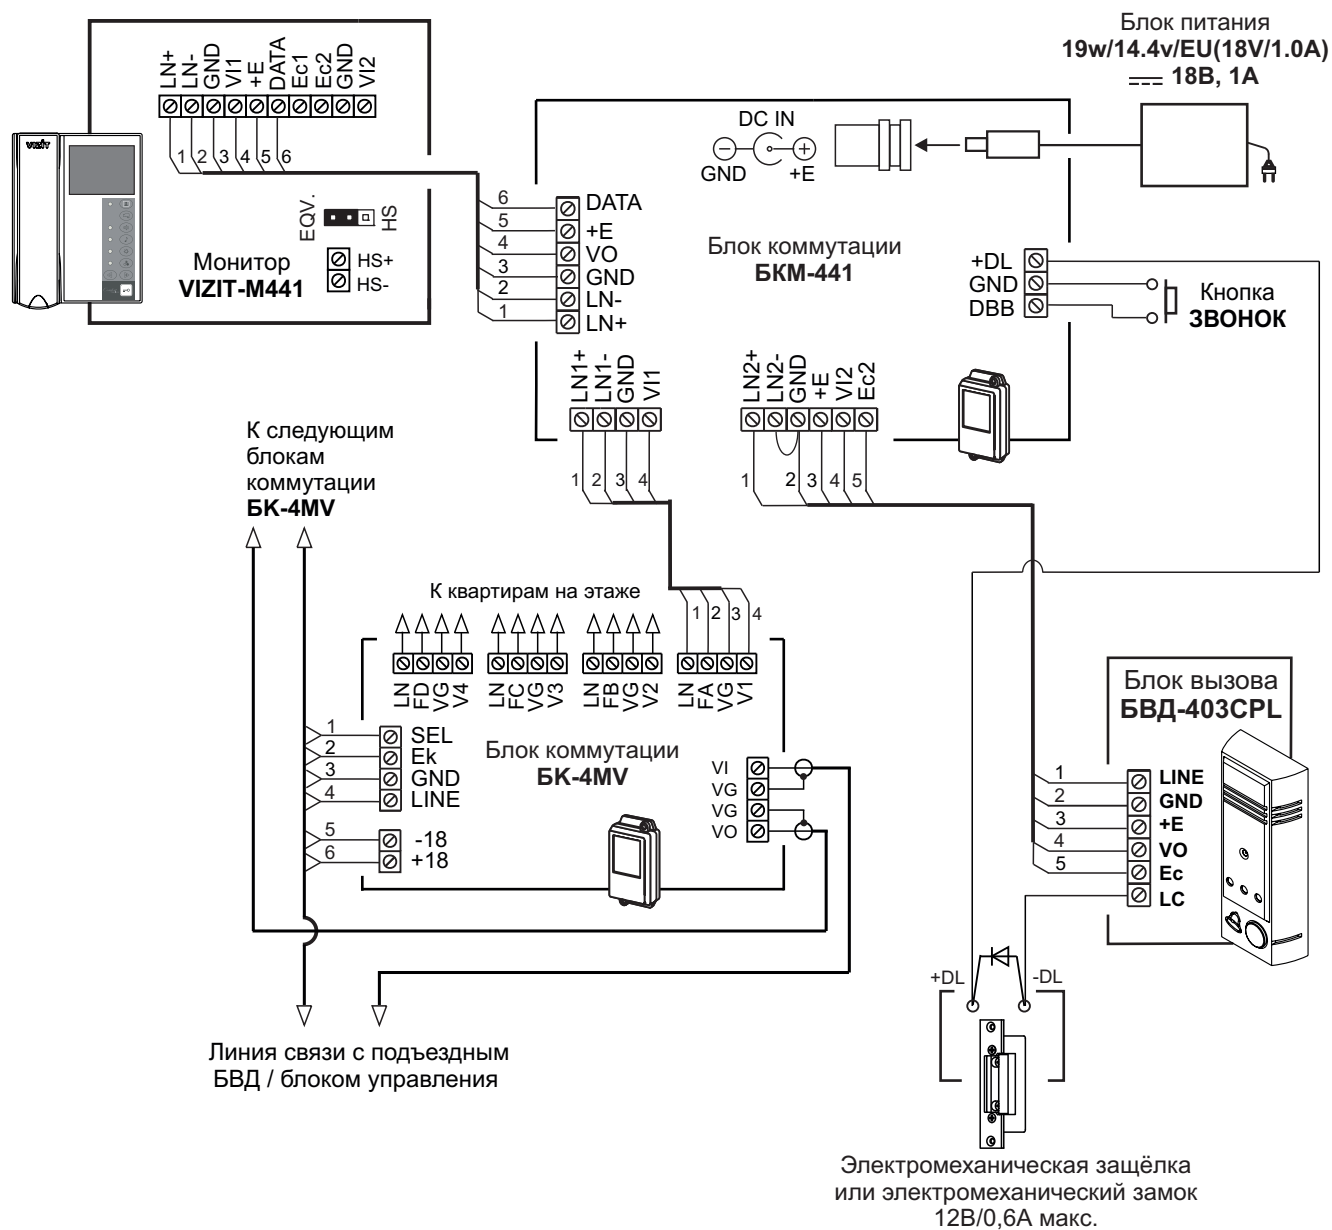 Блок питания
19w/14.4v/EU(18V/1.0A)
18В, 1А
LN+ LN- GND VI1 +E DATA Ec1 Ec2 GND VI2
1 2 3 4 5 6
VIZIT
EQV. HS
HS+
HS-
Монитор
VIZIT-M441
DC IN
GND +E
6 DATA
5 +E
4 VO
3 GND
2 LN-
1 LN+
Блок коммутации
БКМ-441
+DL
GND
DBB
Кнопка
ЗВОНОК
LN1+ LN1- GND VI1
1 2 3 4
LN2+ LN2- GND +E VI2 Ec2
1 2 3 4 5
К следующим
блокам
коммутации
БК-4MV
К квартирам на этаже
1 2 3 4
LN FD VG V4
LN FC VG V3
LN FB VG V2
LN FA VG V1
1 SEL
2 Ek
3 GND
4 LINE
5 -18
6 +18
Блок коммутации
БК-4MV
VI
VG
VG
VO
Блок вызова
БВД-403CPL
1 LINE
2 GND
3 +E
4 VO
5 Ec
LC
+DL -DL
Линия связи с подъездным
БВД / блоком управления
Электромеханическая защёлка
или электромеханический замок
12В/0,6А макс.